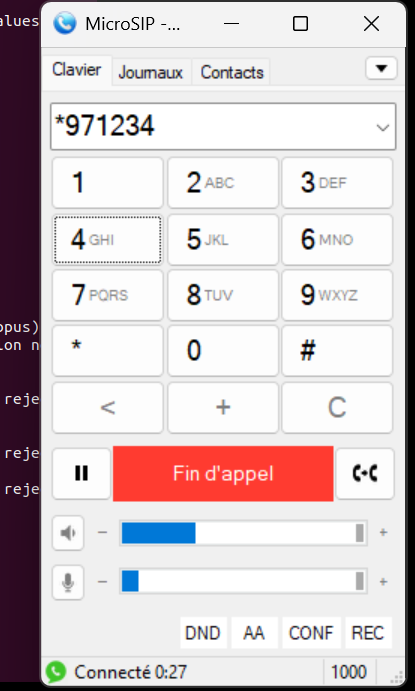 alues
MicroSIP -...
Clavier Journaux Contacts
*971234
1 2 ABC 3 DEF
4 GHI 5 JKL 6 MNO
7 PQRS 8 TUV 9 WXYZ
* 0 #
< + C
opus)
ion n
reje
reje
reje
Fin d'appel
- +
- +
DND AA CONF REC
Connecté 0:27 1000